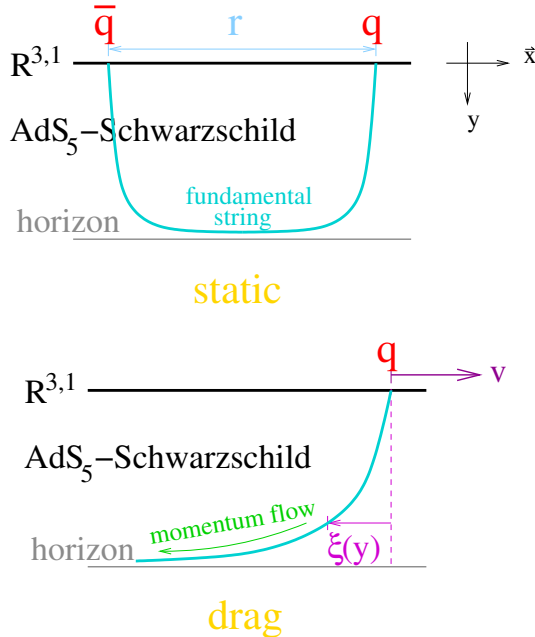 q̅ r q
R^{3,1}
x⃗
y
AdS₅−Schwarzschild
fundamental
string
horizon
static
q
v
R^{3,1}
AdS₅−Schwarzschild
momentum flow
horizon
ξ(y)
drag